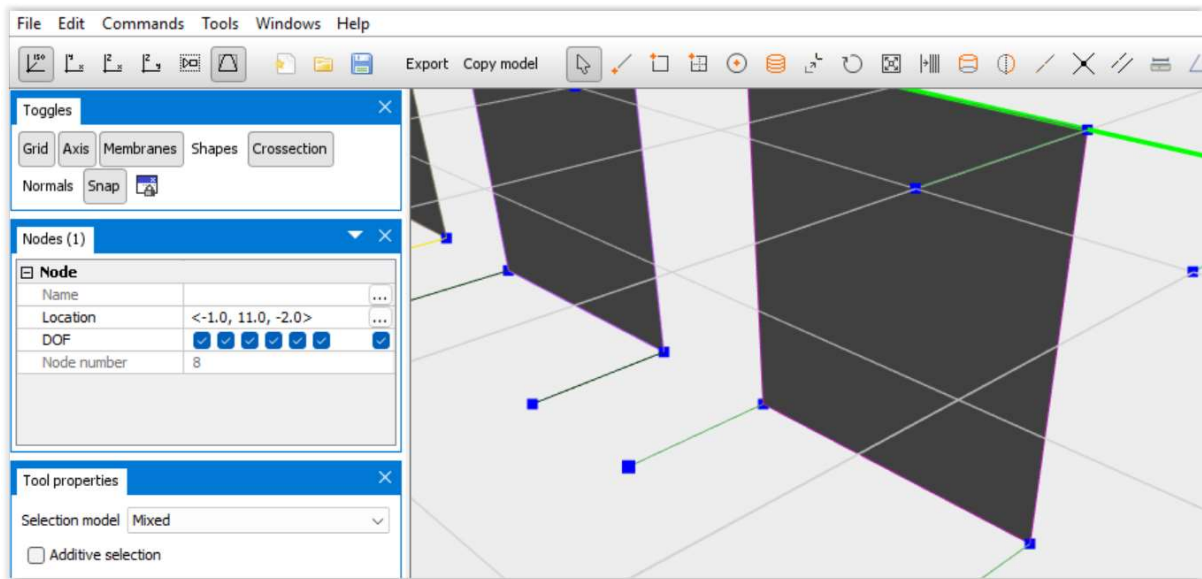 File Edit Commands Tools Windows Help
Export Copy model
Toggles
Grid Axis Membranes Shapes Crossection
Normals Snap
Nodes (1)
Node
Name ...
Location <-1.0, 11.0, -2.0> ...
DOF
Node number 8
Tool properties
Selection model Mixed
Additive selection